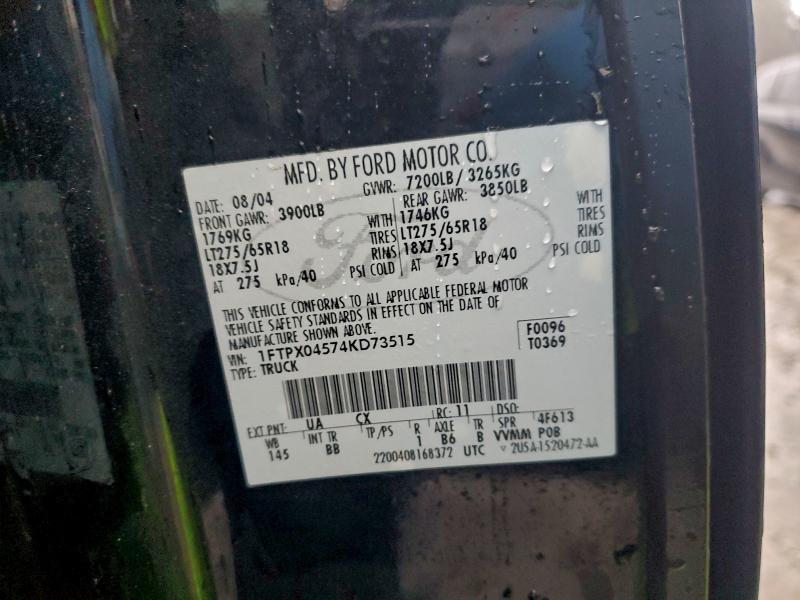 MFD. BY FORD MOTOR CO.
DATE: 08/04 GVWR: 7200LB / 3265KG
FRONT GAWR: 3900LB REAR GAWR: 3850LB
1769KG WITH 1746KG WITH
LT275/65R18 TIRES LT275/65R18 TIRES
18X7.5J RIMS 18X7.5J RIMS
AT 275 kPa/40 PSI COLD AT 275 kPa/40 PSI COLD
THIS VEHICLE CONFORMS TO ALL APPLICABLE FEDERAL MOTOR
VEHICLE SAFETY STANDARDS IN EFFECT ON THE DATE OF
MANUFACTURE SHOWN ABOVE.
VIN: 1FTPX04574KD73515 F0096
TYPE: TRUCK T0369
EXT PNT: UA CX RC: 11 DSO:
WB INT TR TP/PS R AXLE TR SPR 4F613
145 BB 1 B6 B VVMM POB
2200408168372 UTC 2U5A-1520472-AA
Ford